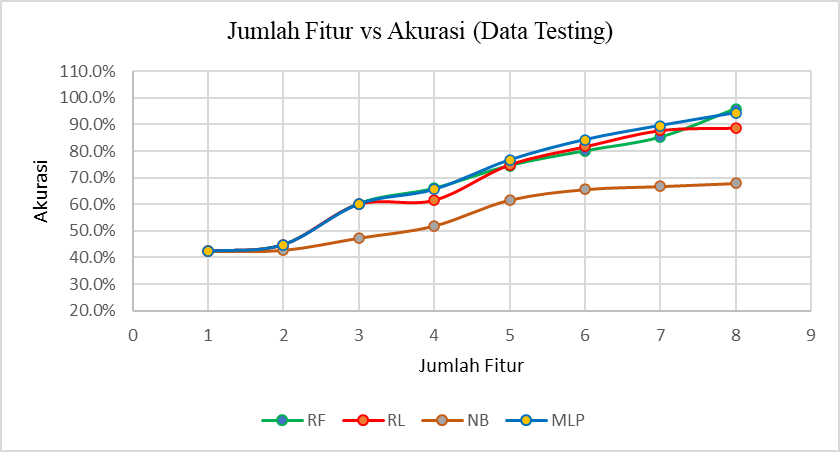 Jumlah Fitur vs Akurasi (Data Testing)
110.0%
100.0%
90.0%
80.0%
70.0%
60.0%
50.0%
40.0%
30.0%
20.0%
Akurasi
0 1 2 3 4 5 6 7 8 9
Jumlah Fitur
RF RL NB MLP